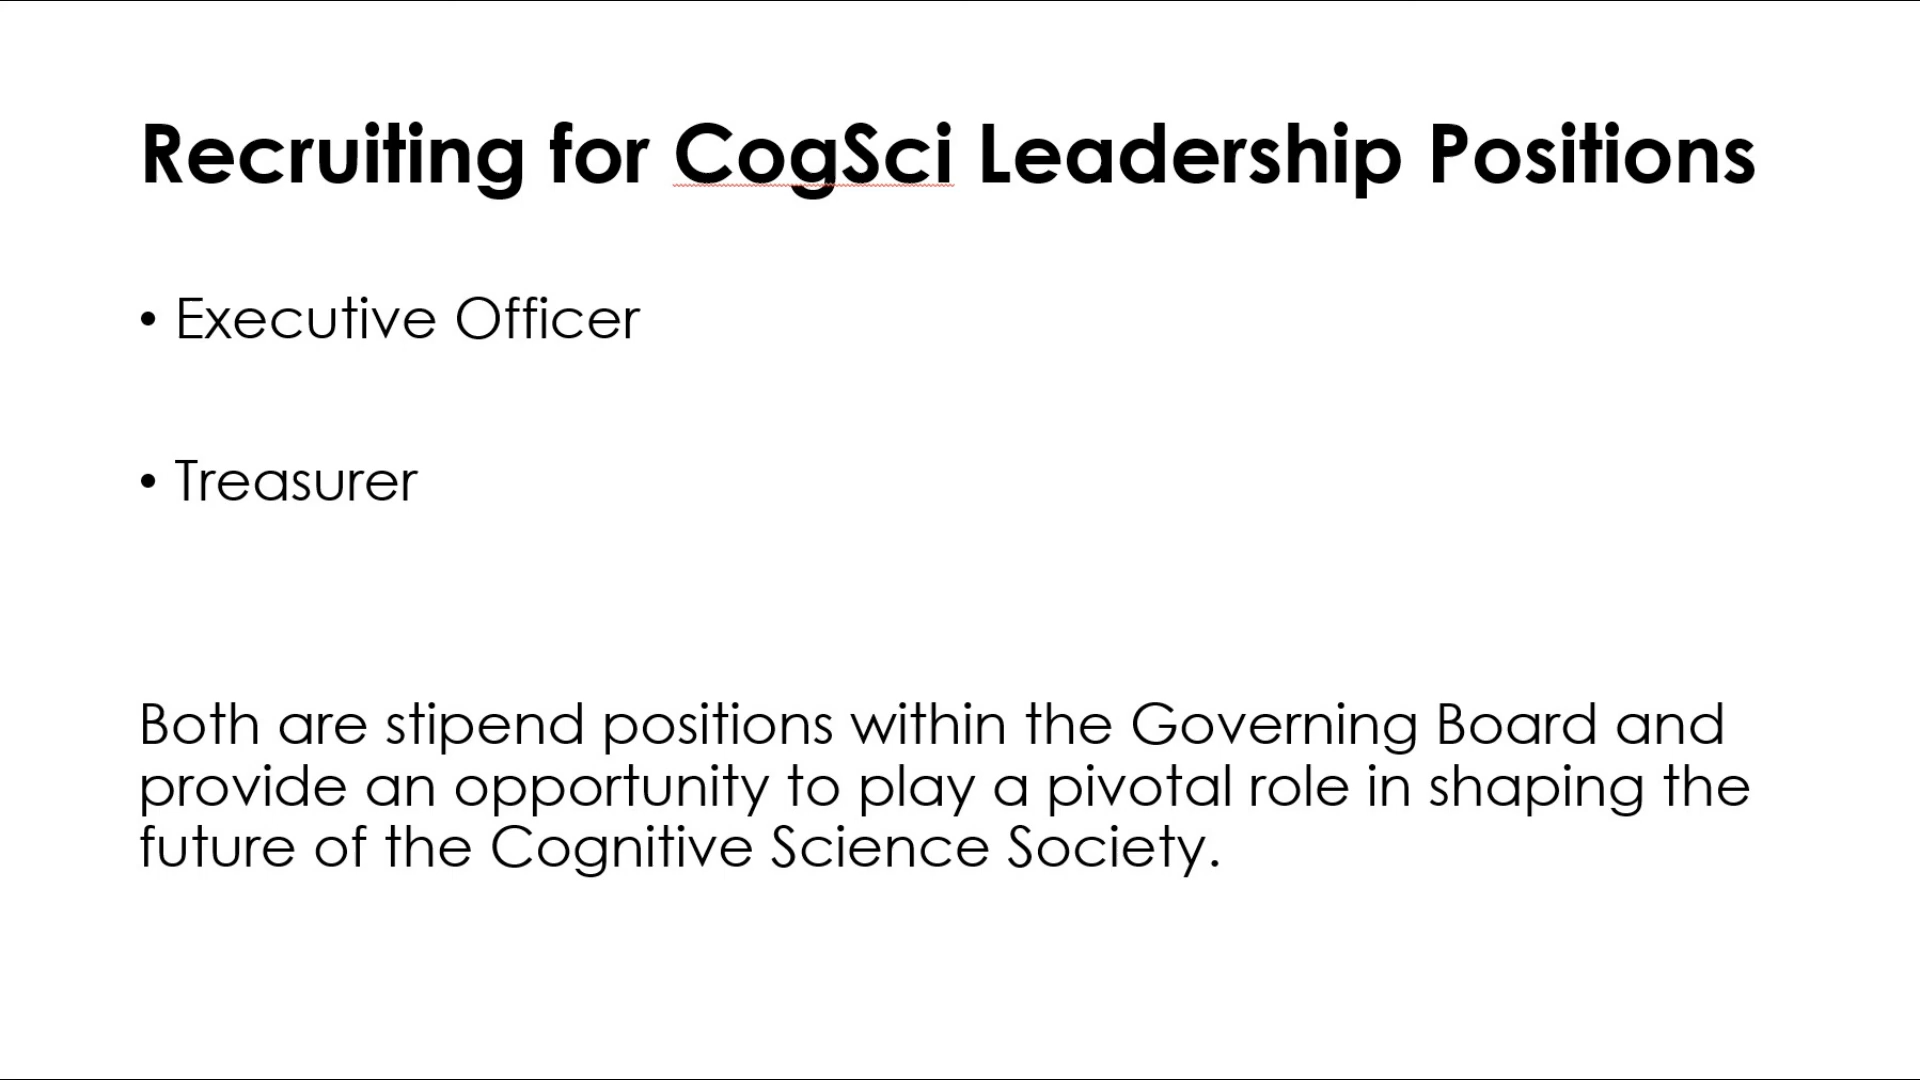 Recruiting for CogSci Leadership Positions
• Executive Officer
• Treasurer
Both are stipend positions within the Governing Board and
provide an opportunity to play a pivotal role in shaping the
future of the Cognitive Science Society.